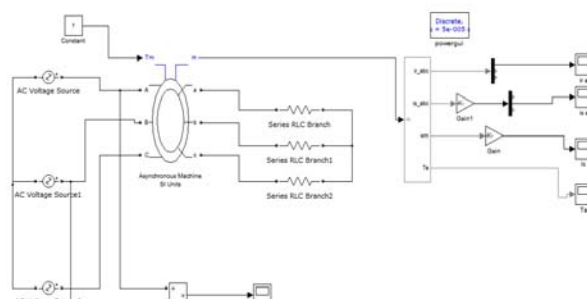 Discrete,
s = 5e-005 s
powergui
Constant
Tm
m
A
a
B
b
C
c
AC Voltage Source
AC Voltage Source1
Series RLC Branch
Series RLC Branch1
Series RLC Branch2
Asynchronous Machine
SI Units
v_abc
is_abc
Gain1
wm
Gain
Te